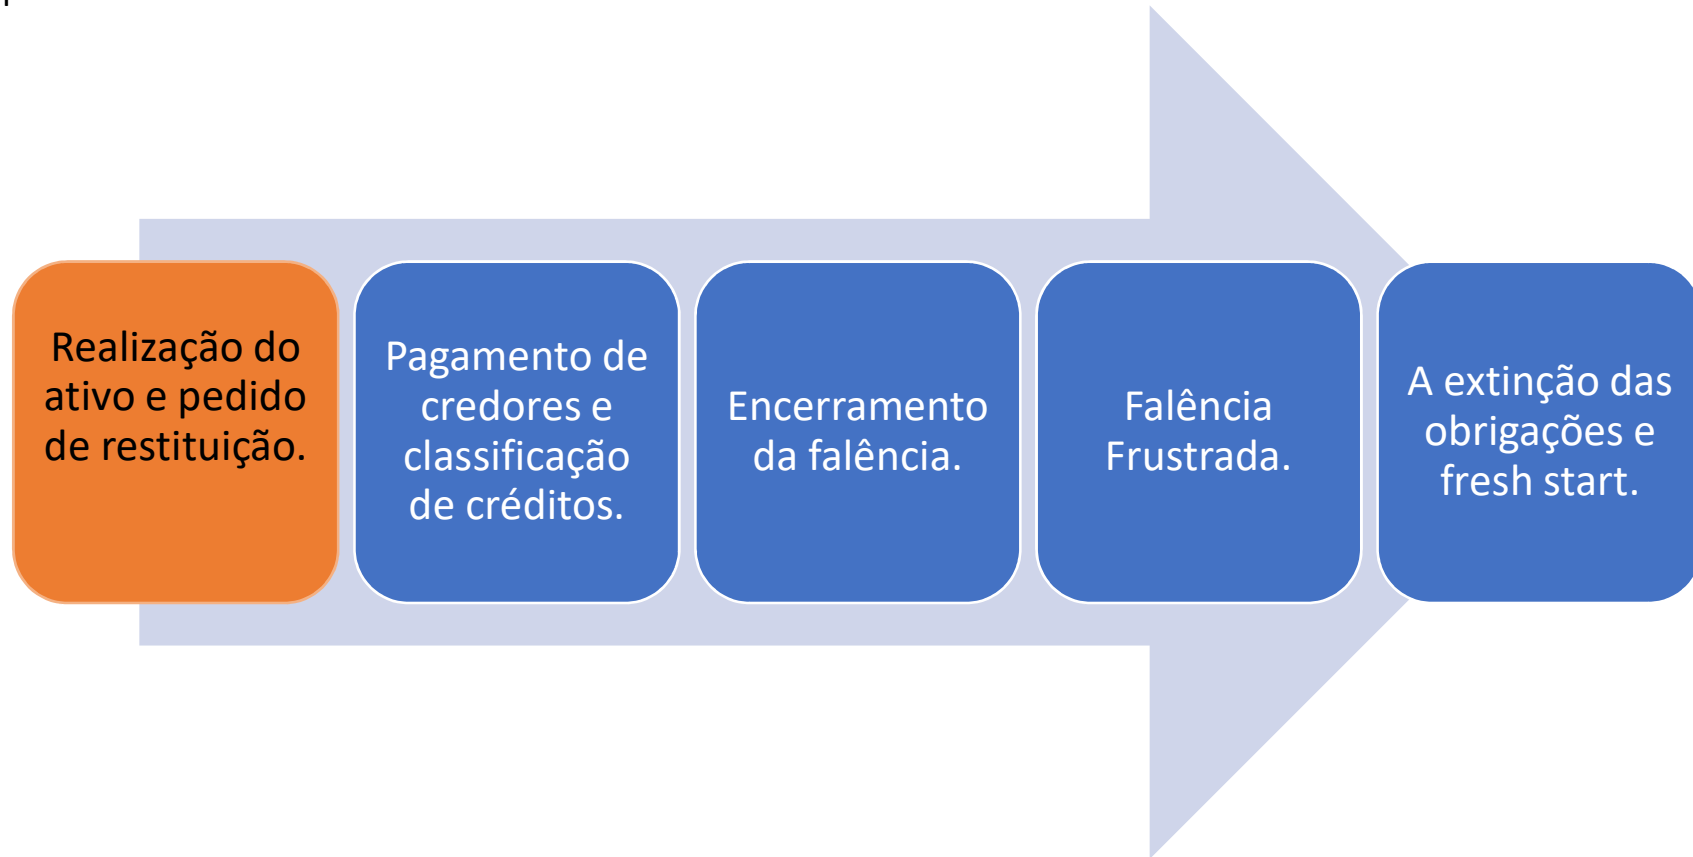 Realização do
ativo e pedido
de restituição.
Pagamento de
credores e
classificação
de créditos.
Encerramento
da falência.
Falência
Frustrada.
A extinção das
obrigações e
fresh start.